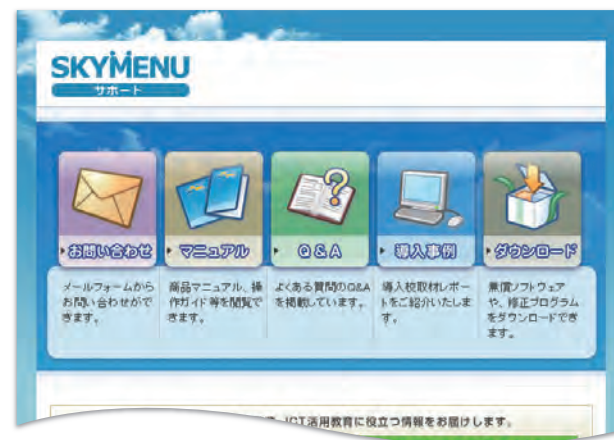 SKYMENU
サポート
お問い合わせ
マニュアル
Q&A
導入事例
ダウンロード
メールフォームから
お問い合わせがで
きます。
商品マニュアル、操
作ガイド等を閲覧で
きます。
よくある質問のQ&A
を掲載しています。
導入校取材レポー
トをご紹介いたしま
す。
無償ソフトウェア
や、修正プログラム
をダウンロードでき
ます。
ICT活用教育に役立つ情報をお届けします。